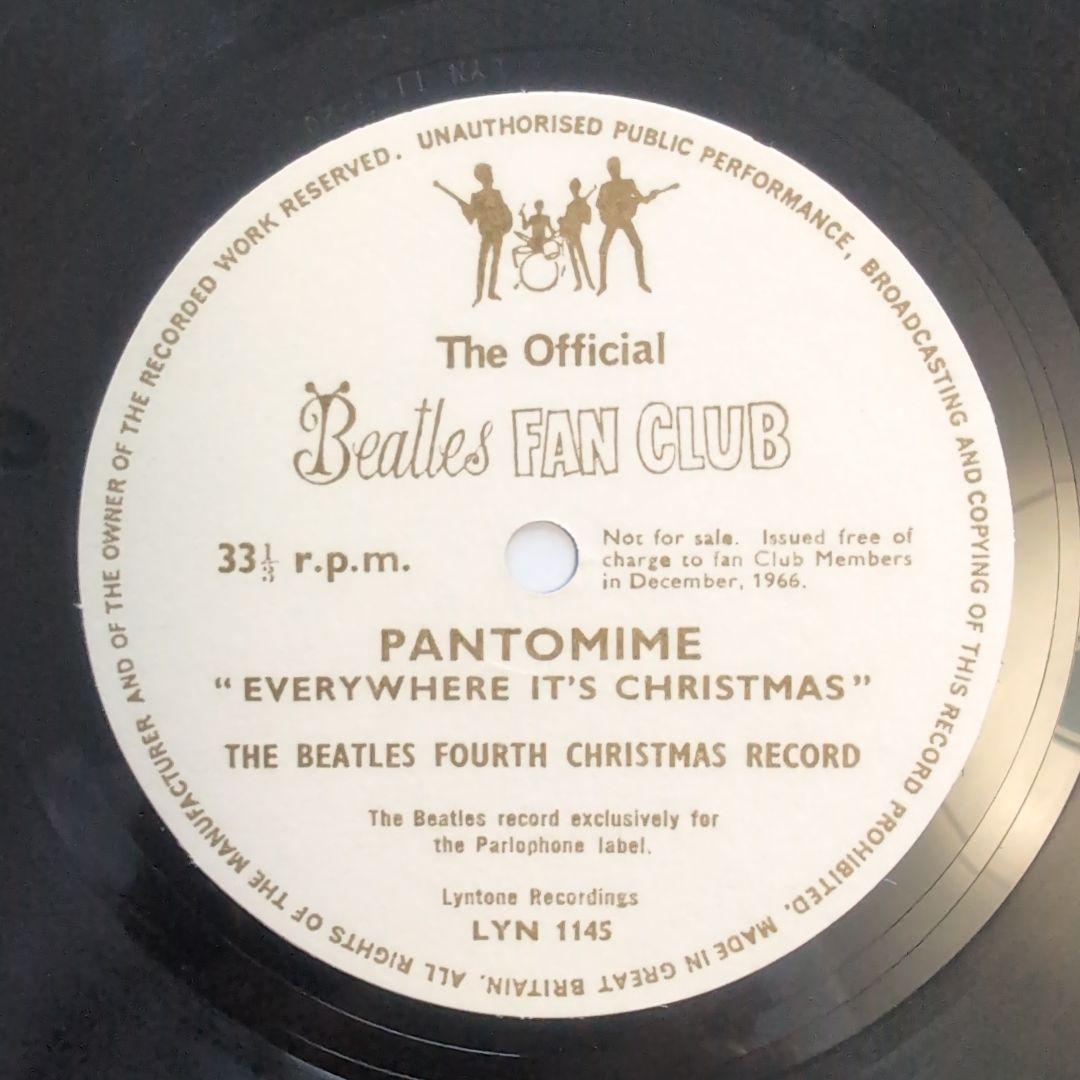 UNAUTHORISED PUBLIC PERFORMANCE, BROADCASTING AND COPYING OF THIS RECORD PROHIBITED. MADE IN GREAT BRITAIN. ALL RIGHTS OF THE MANUFACTURER AND OF THE OWNER OF THE RECORDED WORK RESERVED.
The Official
Beatles FAN CLUB
33⅓ r.p.m.
Not for sale. Issued free of
charge to fan Club Members
in December, 1966.
PANTOMIME
“EVERYWHERE IT'S CHRISTMAS”
THE BEATLES FOURTH CHRISTMAS RECORD
The Beatles record exclusively for
the Parlophone label.
Lyntone Recordings
LYN 1145